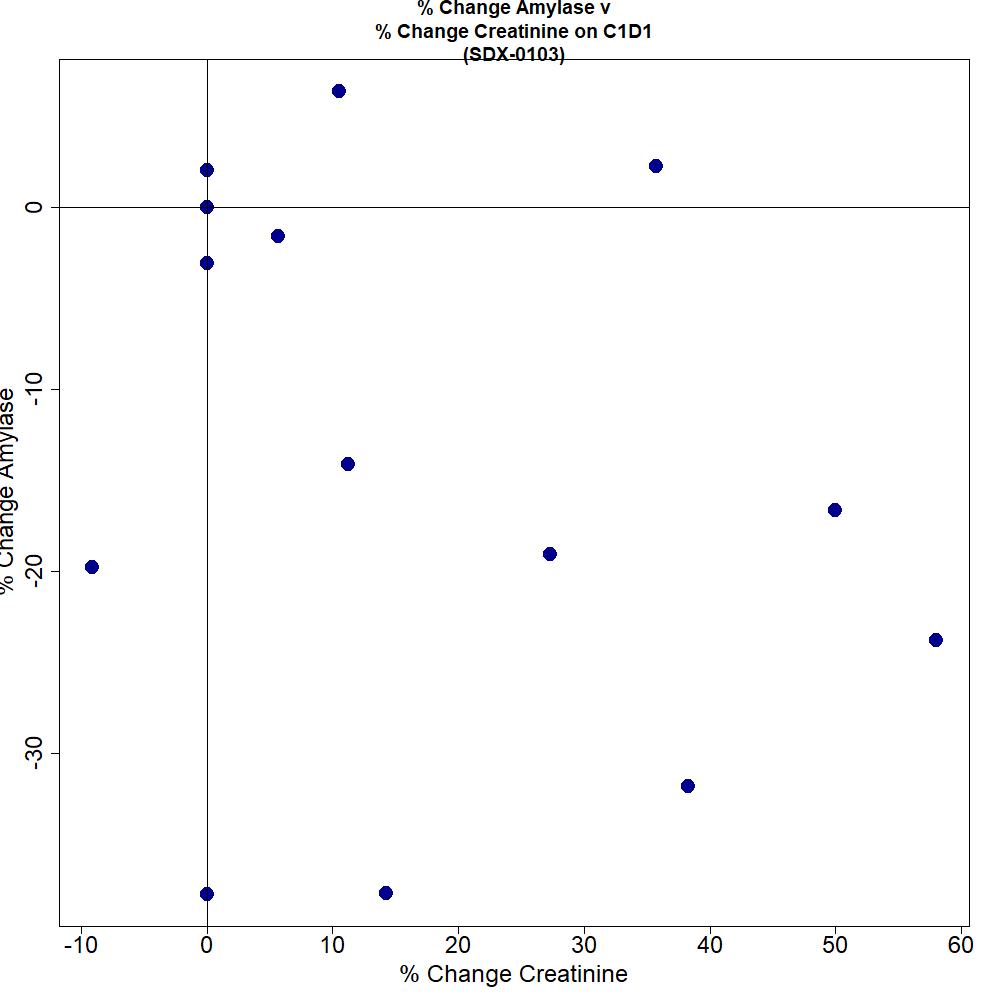 % Change Amylase v
% Change Creatinine on C1D1
(SDX-0103)
0
-10
-20
-30
% Change Amylase
-10 0 10 20 30 40 50 60
% Change Creatinine